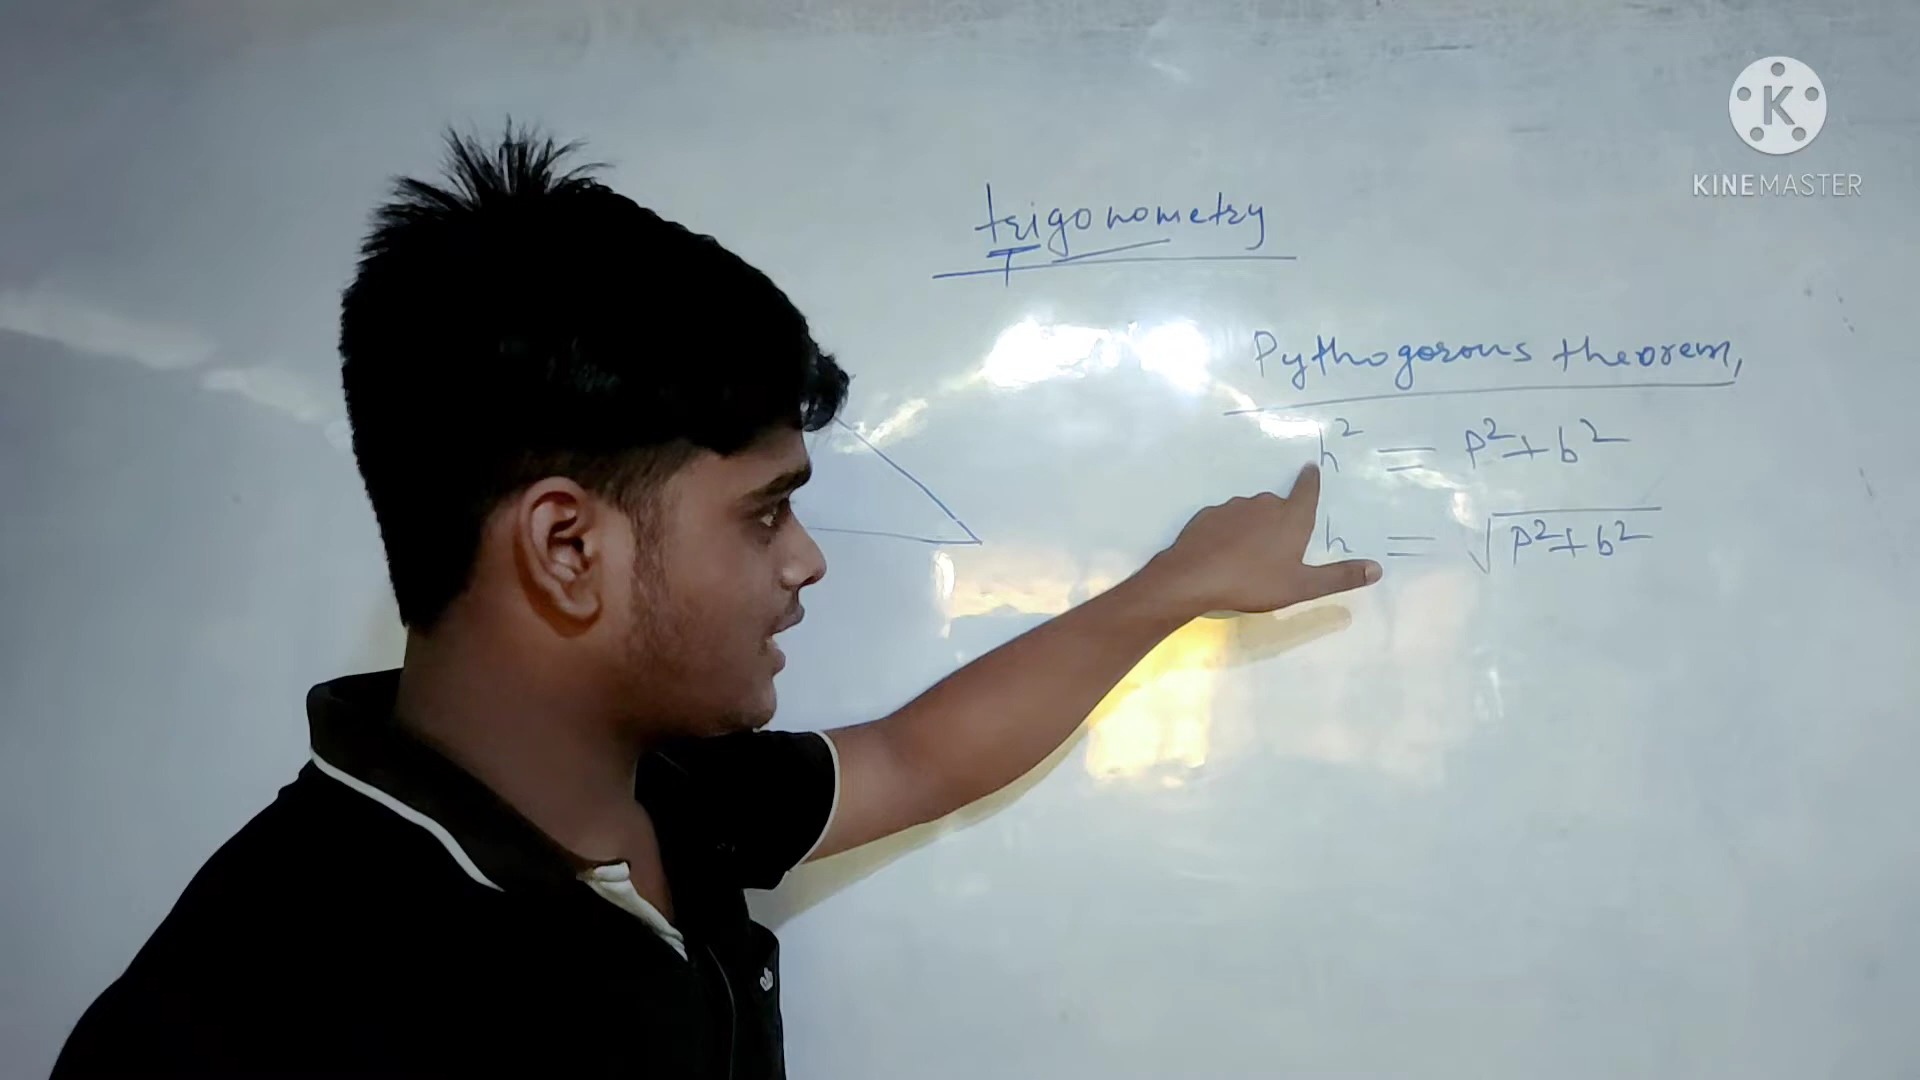 KINEMASTER
trigonometry
T
Pythogorous theorem,
h² = P²+b²
h = √P²+b²